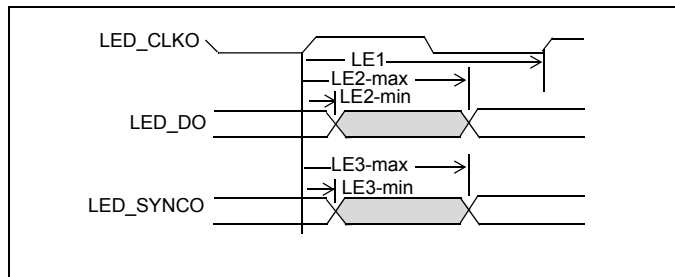 LED_CLKO
LE1
LE2-max
LE2-min
LED_DO
LE3-max
LE3-min
LED_SYNCO